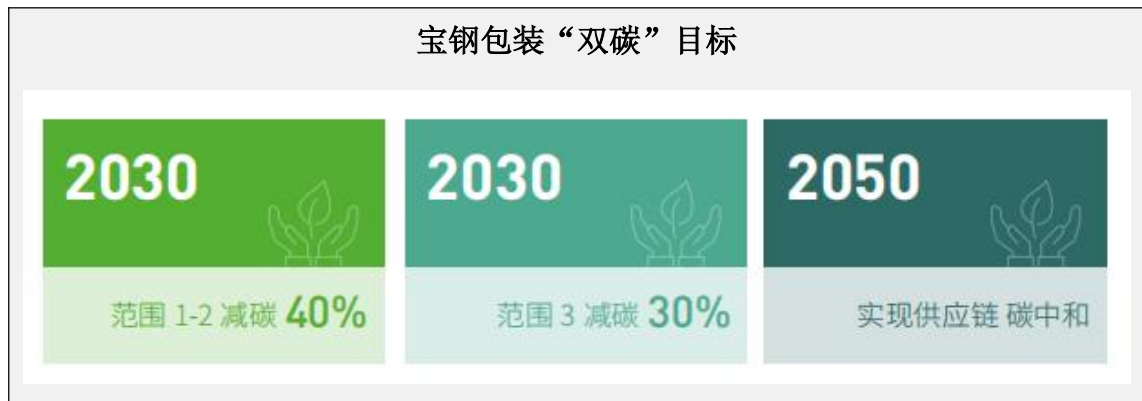 宝钢包装“双碳”目标
2030
范围 1-2 减碳 40%
2030
范围 3 减碳 30%
2050
实现供应链 碳中和